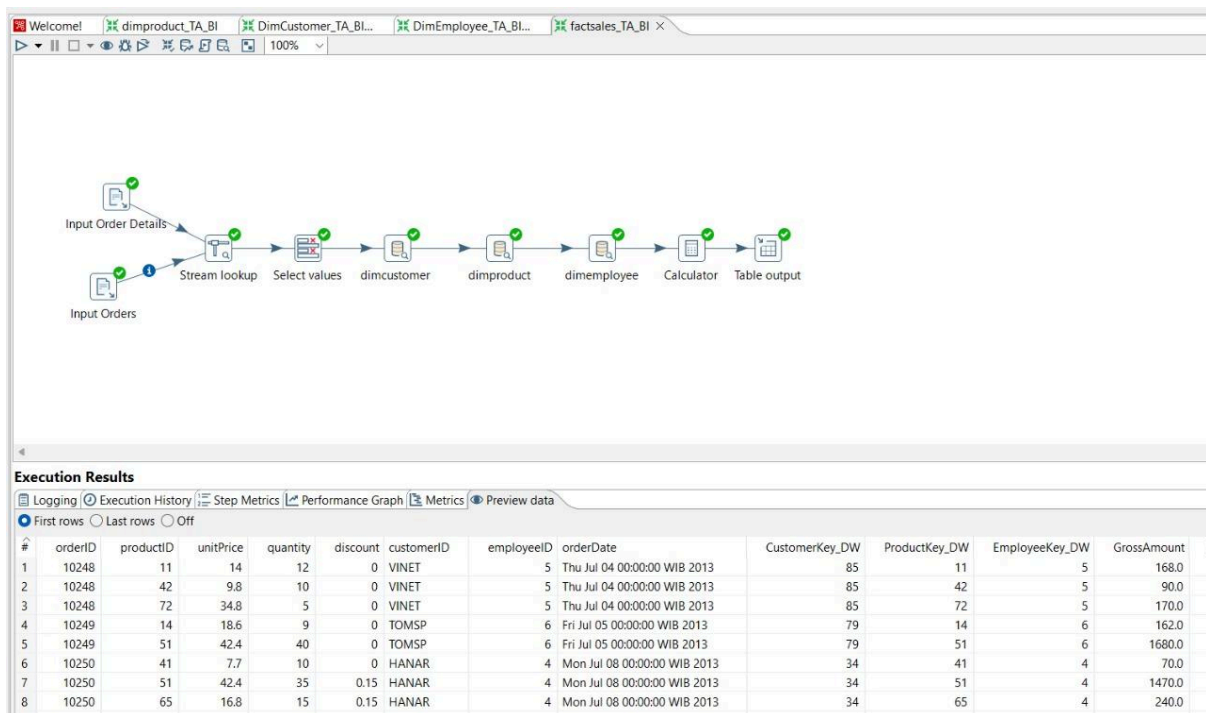 Welcome! dimproduct_TA_BI DimCustomer_TA_BI... DimEmployee_TA_BI... factsales_TA_BI
100%
Input Order Details
Stream lookup Select values dimcustomer dimproduct dimemployee Calculator Table output
Input Orders
Execution Results
Logging Execution History Step Metrics Performance Graph Metrics Preview data
First rows Last rows Off
# orderID productID unitPrice quantity discount customerID employeeID orderDate CustomerKey_DW ProductKey_DW EmployeeKey_DW GrossAmount
1 10248 11 14 12 0 VINET 5 Thu Jul 04 00:00:00 WIB 2013 85 11 5 168.0
2 10248 42 9.8 10 0 VINET 5 Thu Jul 04 00:00:00 WIB 2013 85 42 5 90.0
3 10248 72 34.8 5 0 VINET 5 Thu Jul 04 00:00:00 WIB 2013 85 72 5 170.0
4 10249 14 18.6 9 0 TOMSP 6 Fri Jul 05 00:00:00 WIB 2013 79 14 6 162.0
5 10249 51 42.4 40 0 TOMSP 6 Fri Jul 05 00:00:00 WIB 2013 79 51 6 1680.0
6 10250 41 7.7 10 0 HANAR 4 Mon Jul 08 00:00:00 WIB 2013 34 41 4 70.0
7 10250 51 42.4 35 0.15 HANAR 4 Mon Jul 08 00:00:00 WIB 2013 34 51 4 1470.0
8 10250 65 16.8 15 0.15 HANAR 4 Mon Jul 08 00:00:00 WIB 2013 34 65 4 240.0